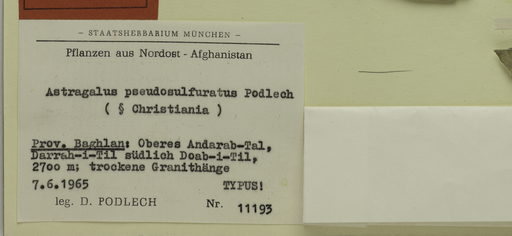 – STAATSHERBARIUM MÜNCHEN –
Pflanzen aus Nordost - Afghanistan
Astragalus pseudosulfuratus Podlech
( § Christiania )
Prov. Baghlan: Oberes Andarab-Tal,
Darrah-i-Til südlich Doab-i-Til,
2700 m; trockene Granithänge
7.6.1965 TYPUS!
leg. D. PODLECH Nr. 11193